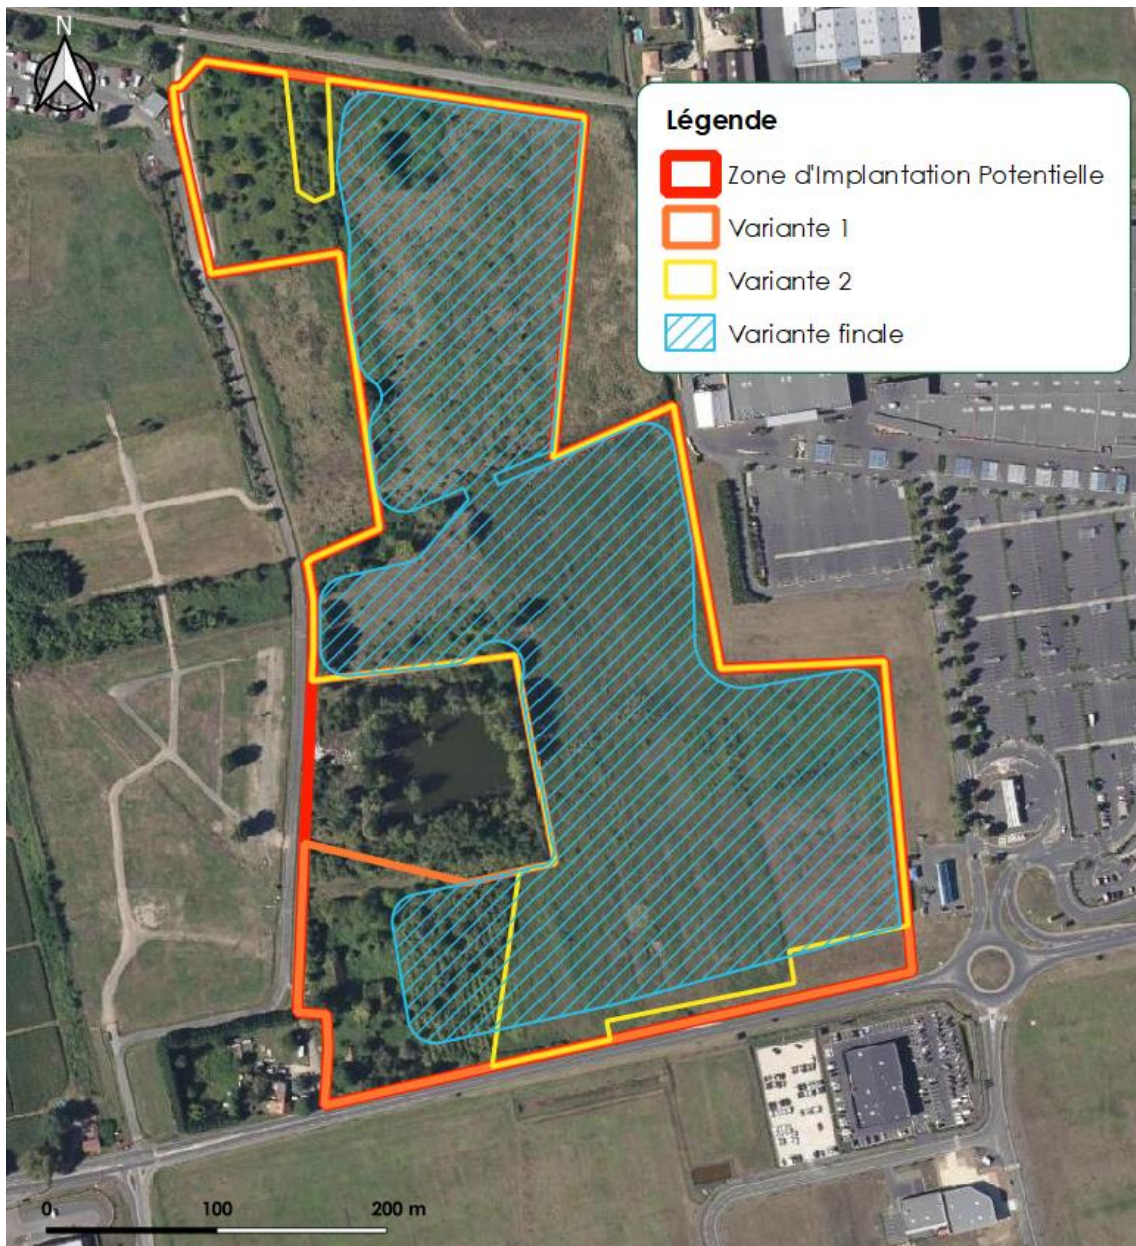 N
Légende
Zone d'Implantation Potentielle
Variante 1
Variante 2
Variante finale
0 100 200 m